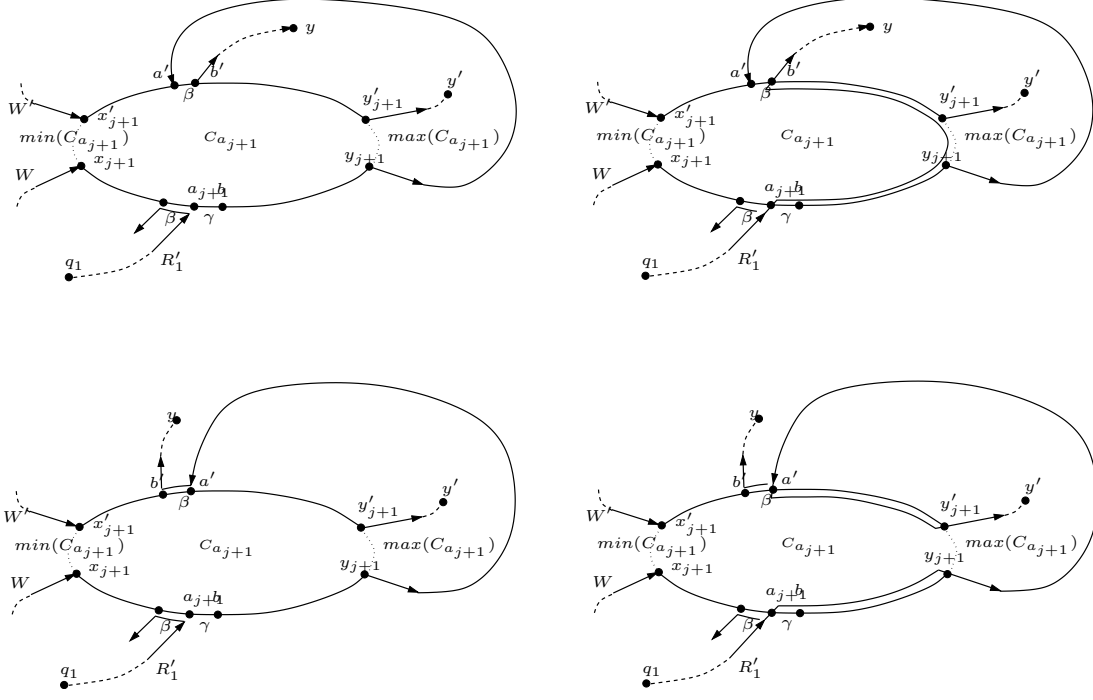 y
a′ b′
β
y′
W′
x′_{j+1}
y′_{j+1}
min(C_{a_{j+1}})
C_{a_{j+1}}
max(C_{a_{j+1}})
x_{j+1}
y_{j+1}
W
a_{j+1} b
β γ
R′_1
q_1
y
a′ b′
β
y′
W′
x′_{j+1}
y′_{j+1}
min(C_{a_{j+1}})
C_{a_{j+1}}
max(C_{a_{j+1}})
x_{j+1}
y_{j+1}
W
a_{j+1} b
β γ
R′_1
q_1
y
b′ a′
β
y′
W′
x′_{j+1}
y′_{j+1}
min(C_{a_{j+1}})
C_{a_{j+1}}
max(C_{a_{j+1}})
x_{j+1}
y_{j+1}
W
a_{j+1} b
β γ
R′_1
q_1
y
b′ a′
β
y′
W′
x′_{j+1}
y′_{j+1}
min(C_{a_{j+1}})
C_{a_{j+1}}
max(C_{a_{j+1}})
x_{j+1}
y_{j+1}
W
a_{j+1} b
β γ
R′_1
q_1